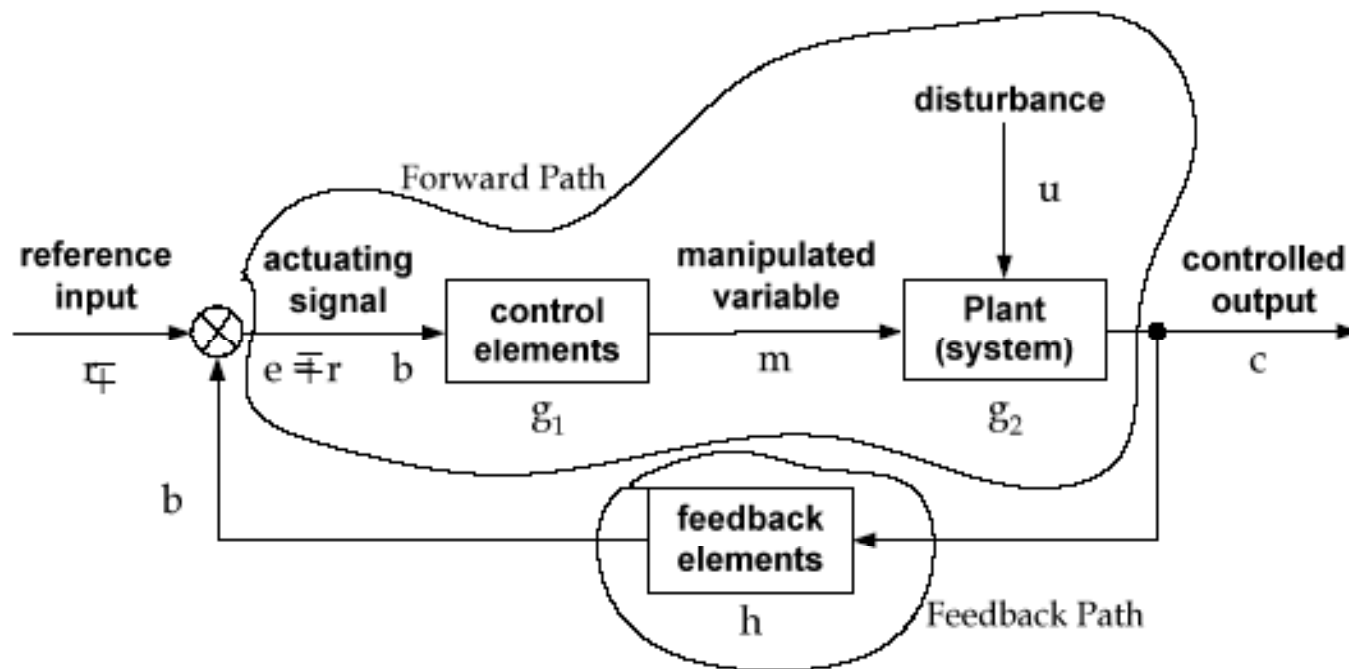 disturbance
Forward Path
u
reference
input
actuating
signal
manipulated
variable
controlled
output
control
elements
Plant
(system)
r∓
e ∓ r b
m
c
g₁
g₂
b
feedback
elements
h
Feedback Path